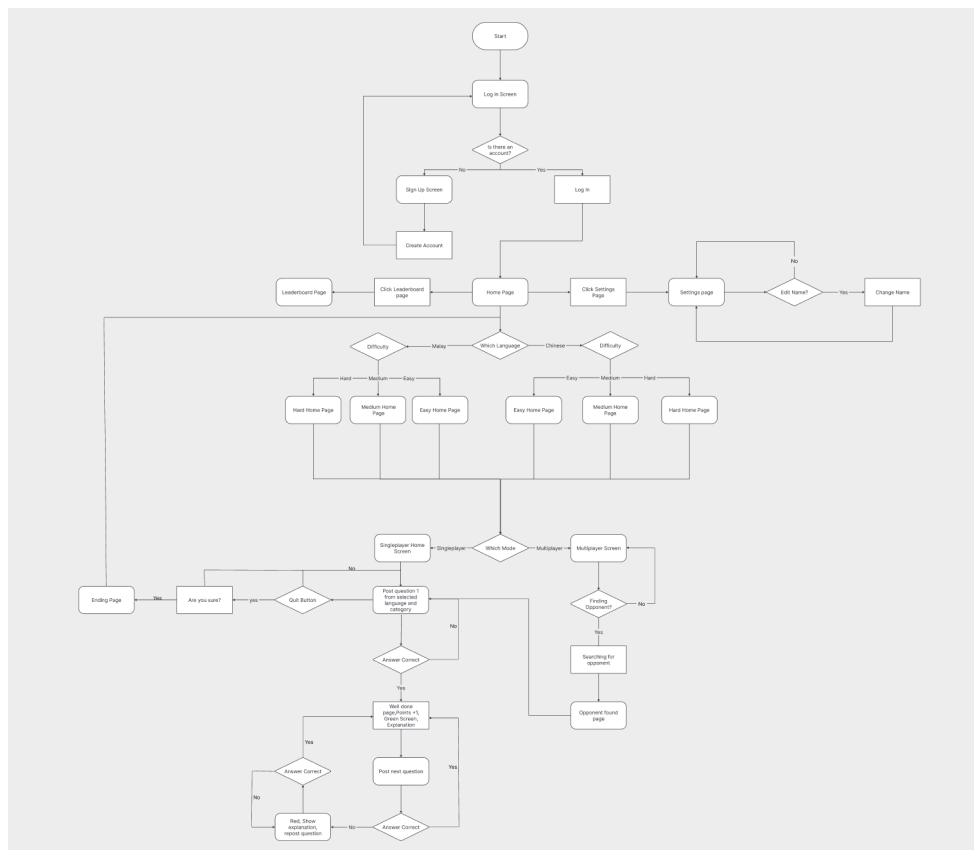 Start
Log in Screen
Is there an
account?
No
Yes
Sign Up Screen
Log In
Create Account
No
Leaderboard Page
Click Leaderboard
page
Home Page
Click Settings
Page
Settings page
Edit Name?
Yes
Change Name
Difficulty
Malay
Which Language
Chinese
Difficulty
Hard
Medium
Easy
Easy
Medium
Hard
Hard Home Page
Medium Home
Page
Easy Home Page
Easy Home Page
Medium Home
Page
Hard Home Page
Singleplayer Home
Screen
Singleplayer
Which Mode
Multiplayer
Multiplayer Screen
No
Ending Page
Yes
Are you sure?
yes
Quit Button
Post question 1
from selected
language and
category
Finding
Opponent?
No
No
Yes
Answer Correct
Searching for
opponent
Yes
Well done
page,Points +1,
Green Screen,
Explanation
Opponent found
page
Yes
Answer Correct
Post next question
Yes
No
Red, Show
explanation,
repost question
No
Answer Correct